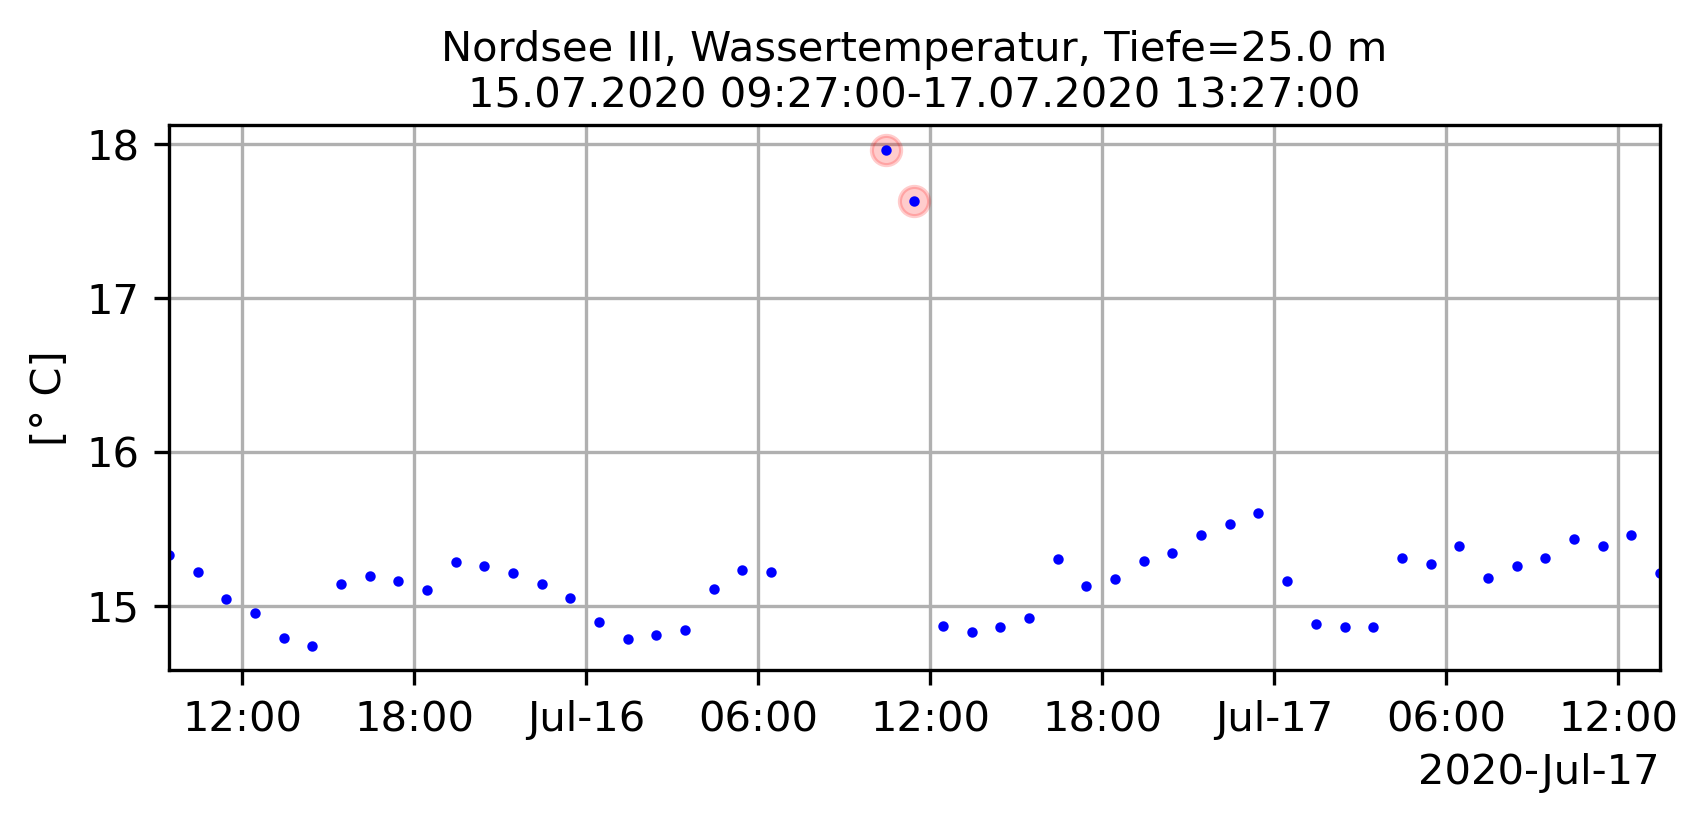 Nordsee III, Wassertemperatur, Tiefe=25.0 m
15.07.2020 09:27:00-17.07.2020 13:27:00
18
17
16
15
[° C]
12:00 18:00 Jul-16 06:00 12:00 18:00 Jul-17 06:00 12:00
2020-Jul-17